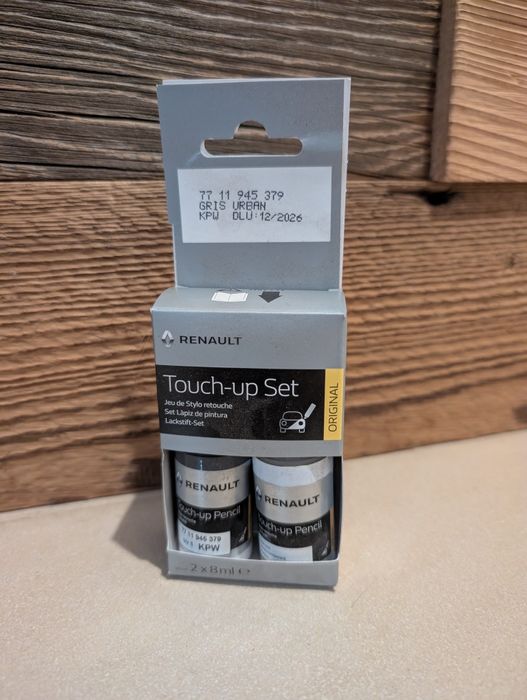 77 11 945 379
GRIS URBAN
KPW DLU:12/2026
RENAULT
Touch-up Set
Jeu de Stylo retouche
Set Lápiz de pintura
Lackstift-Set
ORIGINAL
RENAULT
Touch-up Pencil
77 11 945 379
KPW
RENAULT
Touch-up Pencil
2 x 8 ml e